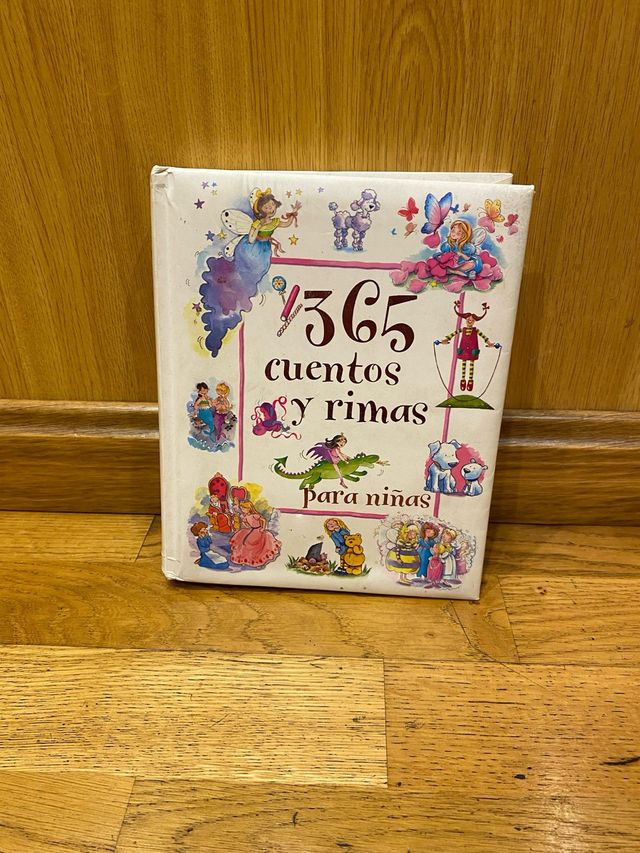 365
cuentos
y rimas
para niñas